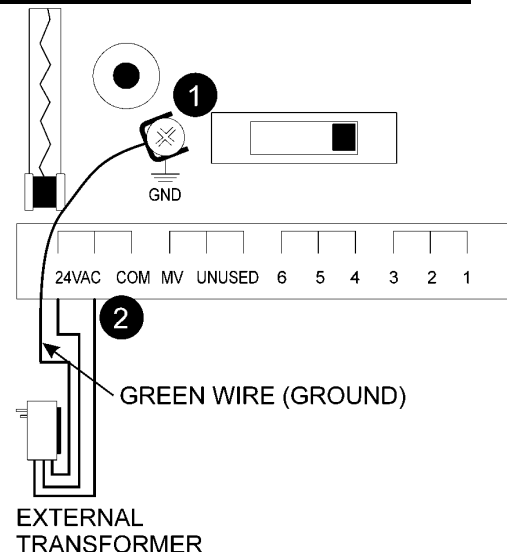 1
GND
24VAC COM MV UNUSED 6 5 4 3 2 1
2
GREEN WIRE (GROUND)
EXTERNAL
TRANSFORMER